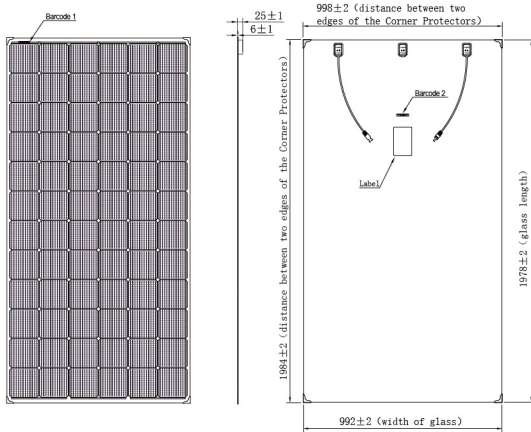 Barcode 1
25±1
6±1
998±2 (distance between two
edges of the Corner Protectors)
1984±2 (distance between two edges of the Corner Protectors)
Barcode 2
Label
1978±2 (glass length)
992±2 (width of glass)